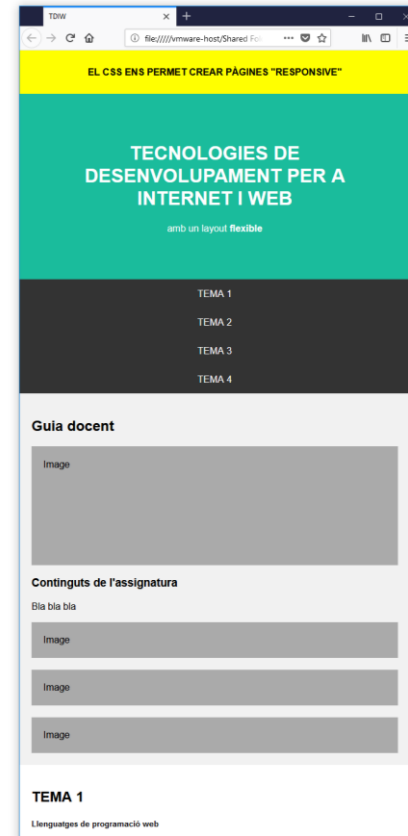 TDIW
file://///vmware-host/Shared Fol
EL CSS ENS PERMET CREAR PÀGINES "RESPONSIVE"
TECNOLOGIES DE
DESENVOLUPAMENT PER A
INTERNET I WEB
amb un layout flexible
TEMA 1
TEMA 2
TEMA 3
TEMA 4
Guia docent
Image
Continguts de l'assignatura
Bla bla bla
Image
Image
Image
TEMA 1
Llenguatges de programació web